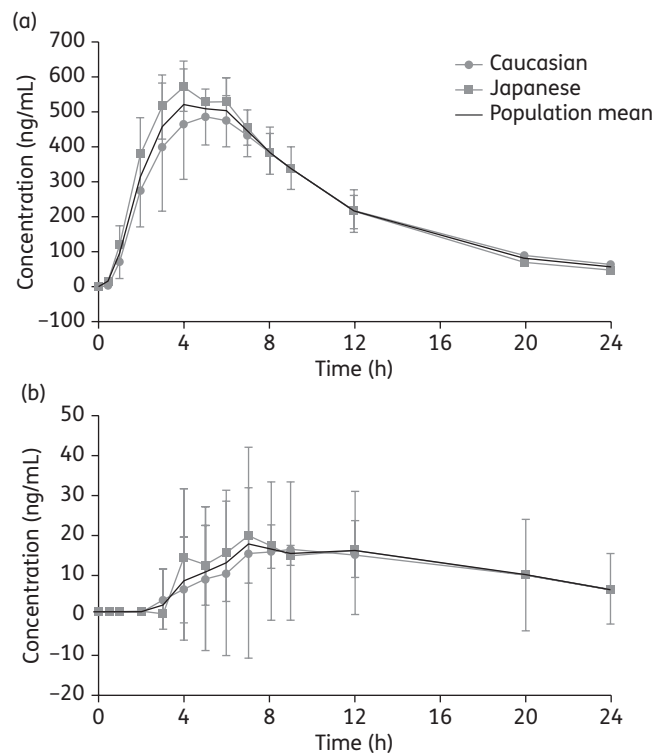 (a)
700
600
500
400
300
200
100
0
−100
Concentration (ng/mL)
Caucasian
Japanese
Population mean
0 4 8 12 16 20 24
Time (h)
(b)
50
40
30
20
10
0
−10
−20
Concentration (ng/mL)
0 4 8 12 16 20 24
Time (h)